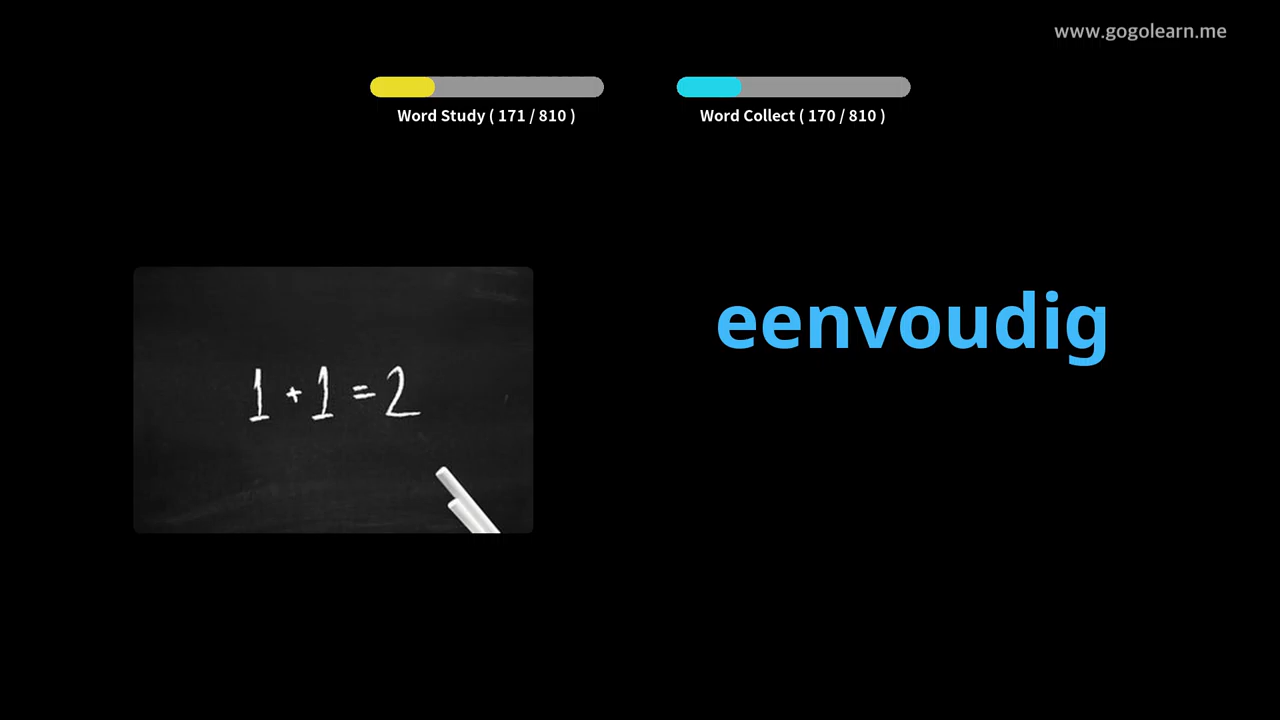 www.gogolearn.me
Word Study ( 171 / 810 )
Word Collect ( 170 / 810 )
eenvoudig
1 + 1 = 2